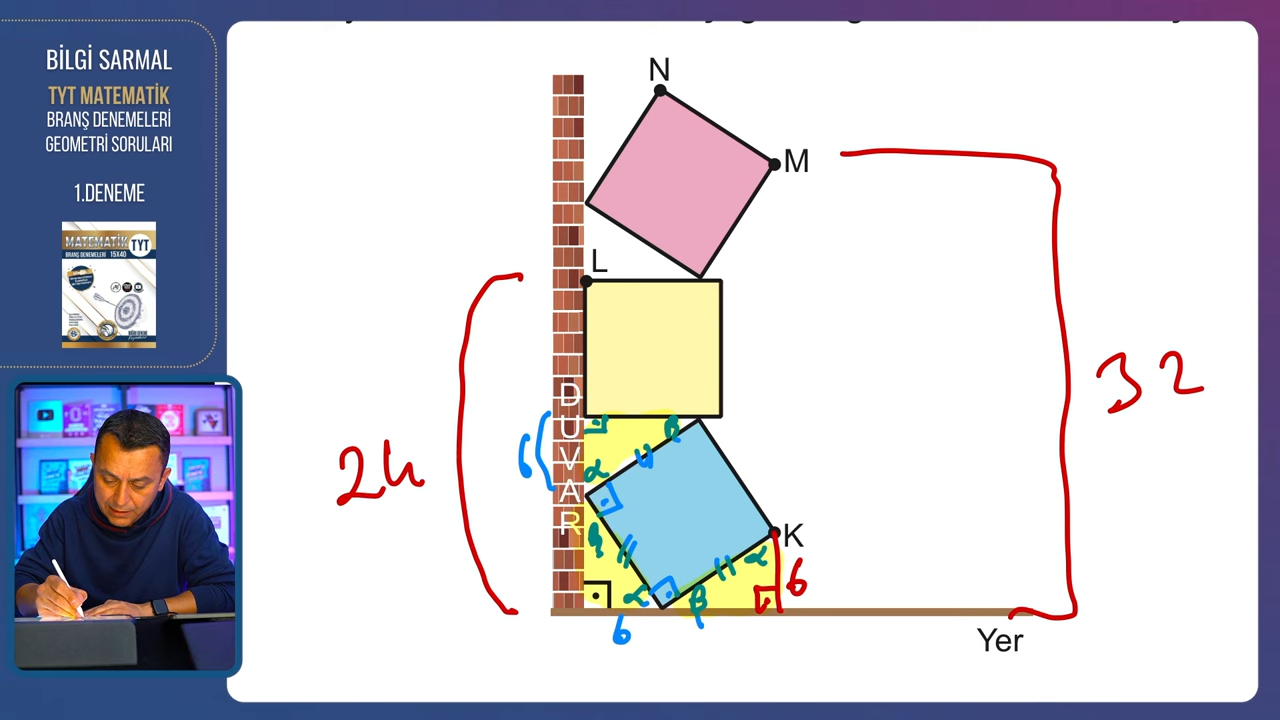 BİLGİ SARMAL
TYT MATEMATİK
BRANŞ DENEMELERİ
GEOMETRİ SORULARI
1.DENEME
MATEMATİK TYT
BRANŞ DENEMELERİ 15X40
N
M
L
24
32
D
U
V
A
R
6
α
α
β
α
β
α
K
6
6
Yer